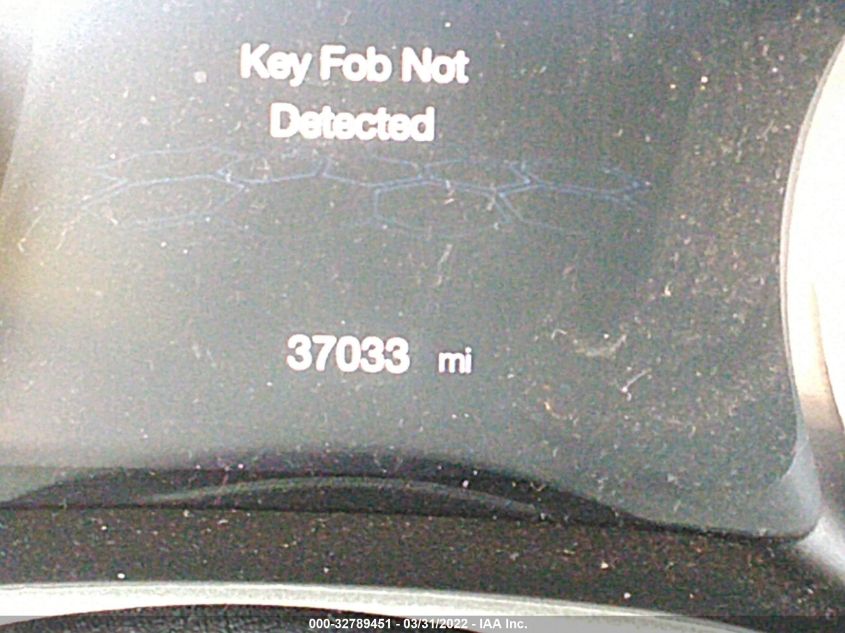 Key Fob Not
Detected
37033 mi
000-32789451 - 03/31/2022 - IAA Inc.